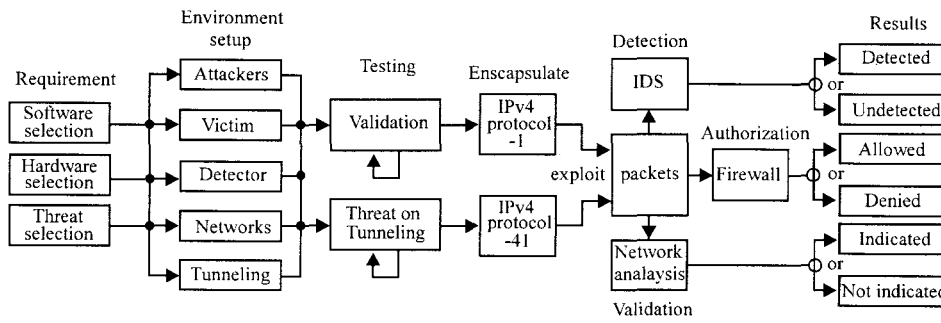 Requirement
Software
selection
Hardware
selection
Threat
selection
Environment
setup
Attackers
Victim
Detector
Networks
Tunneling
Testing
Validation
Threat on
Tunneling
Enscapsulate
IPv4
protocol
-1
IPv4
protocol
-41
exploit
packets
Detection
IDS
Authorization
Firewall
Network
analaysis
Validation
Results
Detected
or
Undetected
Allowed
or
Denied
Indicated
or
Not indicated